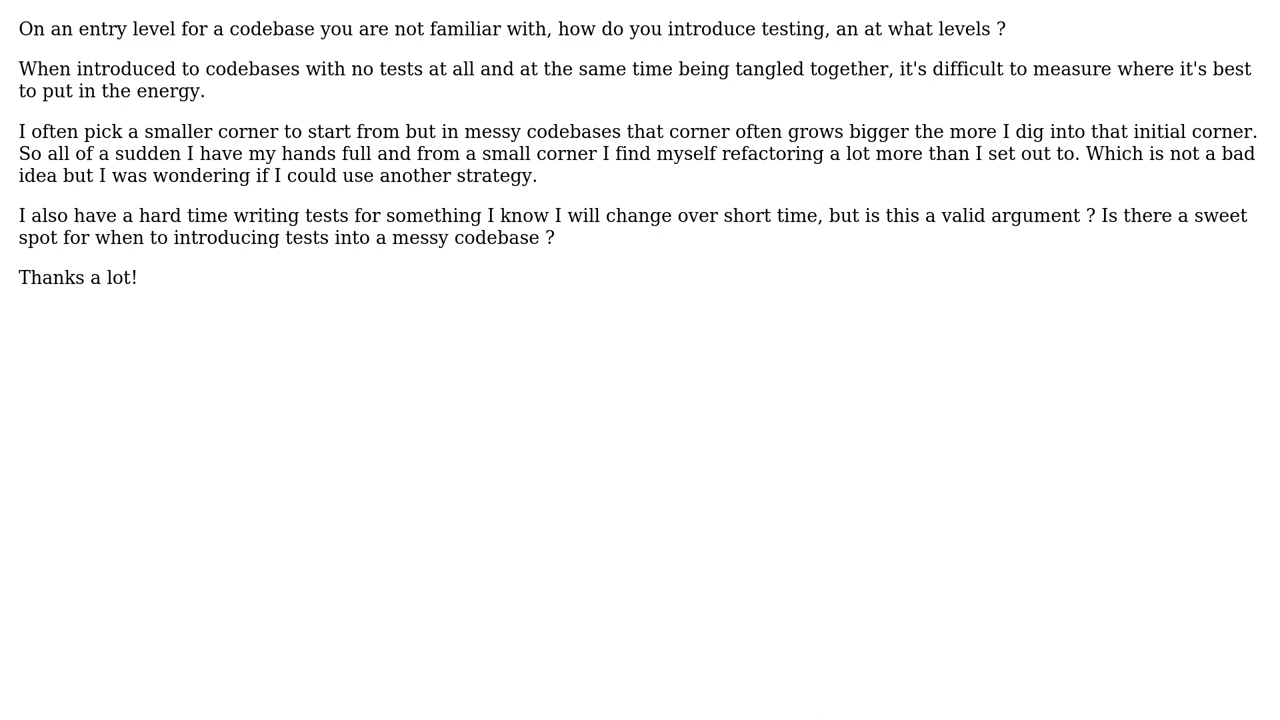 On an entry level for a codebase you are not familiar with, how do you introduce testing, an at what levels ?
When introduced to codebases with no tests at all and at the same time being tangled together, it's difficult to measure where it's best
to put in the energy.
I often pick a smaller corner to start from but in messy codebases that corner often grows bigger the more I dig into that initial corner.
So all of a sudden I have my hands full and from a small corner I find myself refactoring a lot more than I set out to. Which is not a bad
idea but I was wondering if I could use another strategy.
I also have a hard time writing tests for something I know I will change over short time, but is this a valid argument ? Is there a sweet
spot for when to introducing tests into a messy codebase ?
Thanks a lot!